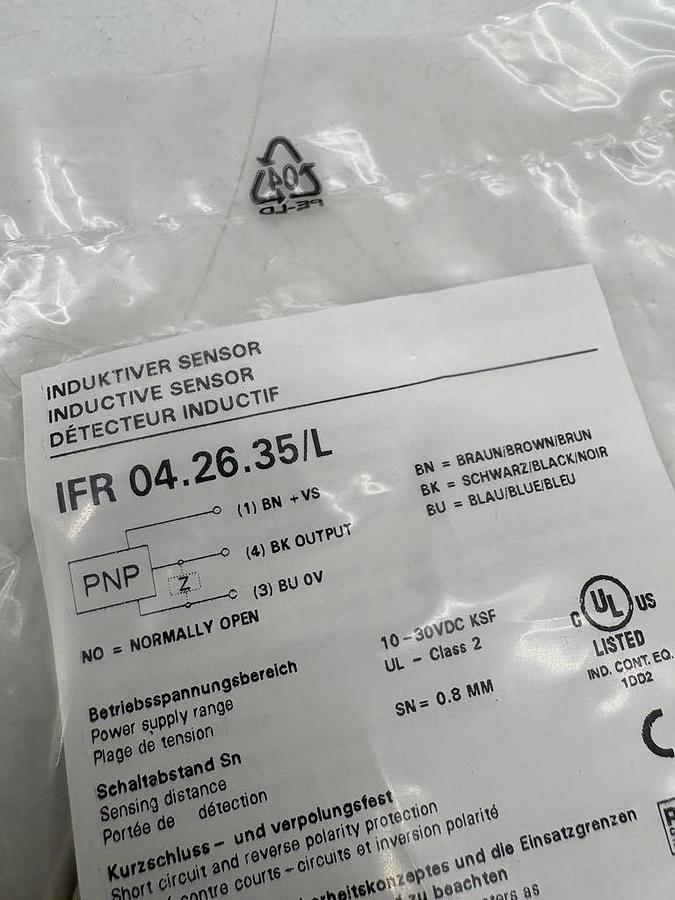 04
PE-LD
INDUKTIVER SENSOR
INDUCTIVE SENSOR
DÉTECTEUR INDUCTIF
IFR 04.26.35/L
BN = BRAUN/BROWN/BRUN
BK = SCHWARZ/BLACK/NOIR
BU = BLAU/BLUE/BLEU
(1) BN +VS
(4) BK OUTPUT
PNP
Z
(3) BU 0V
NO = NORMALLY OPEN
C UL US
LISTED
IND. CONT. EQ.
1DD2
Betriebsspannungsbereich
Power supply range
Plage de tension
10-30VDC KSF
UL - Class 2
Schaltabstand Sn
Sensing distance
Portée de détection
SN = 0.8 MM
Kurzschluss- und verpolungsfest
Short circuit and reverse polarity protection
contre courts-circuits et inversion polarité
und die Einsatzgrenzen
zu beachten
as